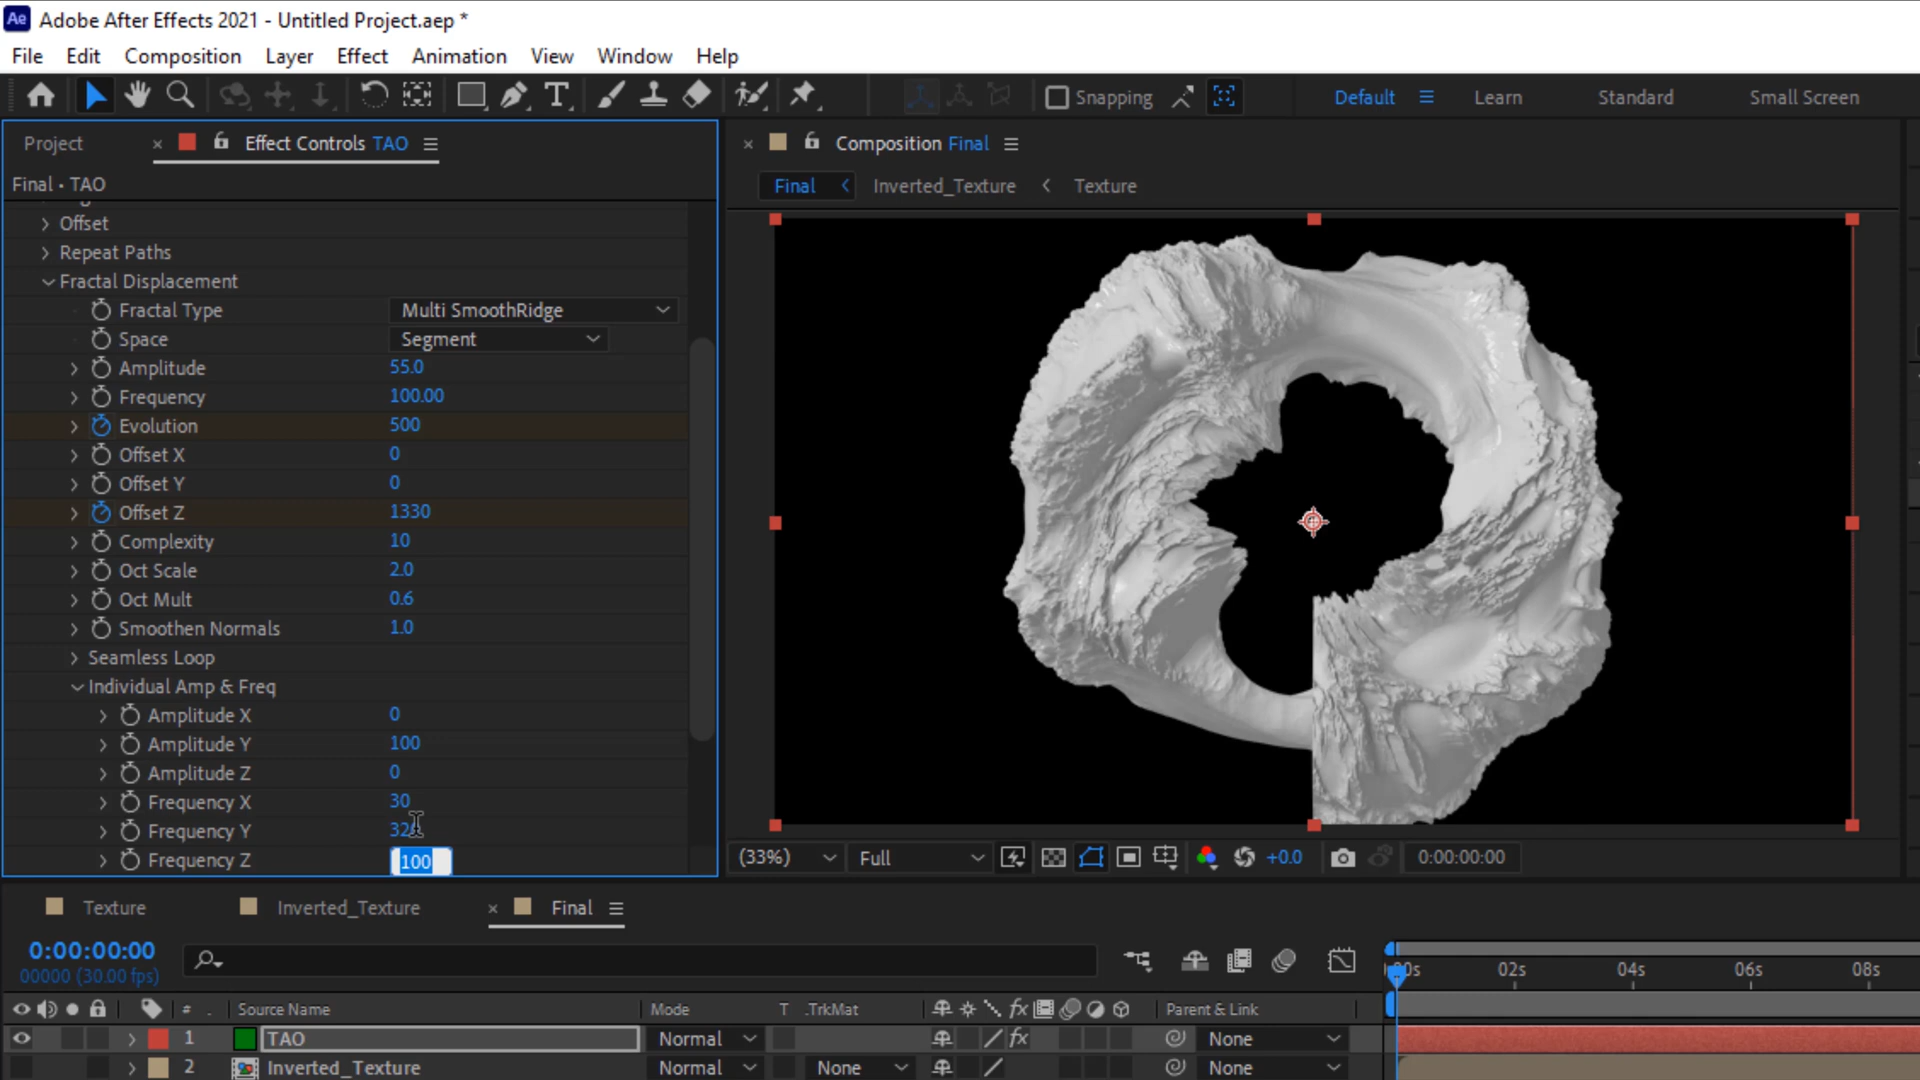 Ae Adobe After Effects 2021 - Untitled Project.aep *
File Edit Composition Layer Effect Animation View Window Help
T Snapping Default Learn Standard Small Screen
Project × Effect Controls TAO
× Composition Final
Final • TAO
Final Inverted_Texture Texture
Offset
Repeat Paths
Fractal Displacement
Fractal Type Multi SmoothRidge
Space Segment
Amplitude 55.0
Frequency 100.00
Evolution 500
Offset X 0
Offset Y 0
Offset Z 1330
Complexity 10
Oct Scale 2.0
Oct Mult 0.6
Smoothen Normals 1.0
Seamless Loop
Individual Amp & Freq
Amplitude X 0
Amplitude Y 100
Amplitude Z 0
Frequency X 30
Frequency Y
Frequency Z 100
(33%) Full +0.0 0:00:00:00
Texture Inverted_Texture × Final
0:00:00:00
00000 (30.00 fps)
02s 04s 06s 08s
# . Source Name Mode T .TrkMat fx Parent & Link
1 TAO Normal fx None
2 Inverted_Texture Normal None None